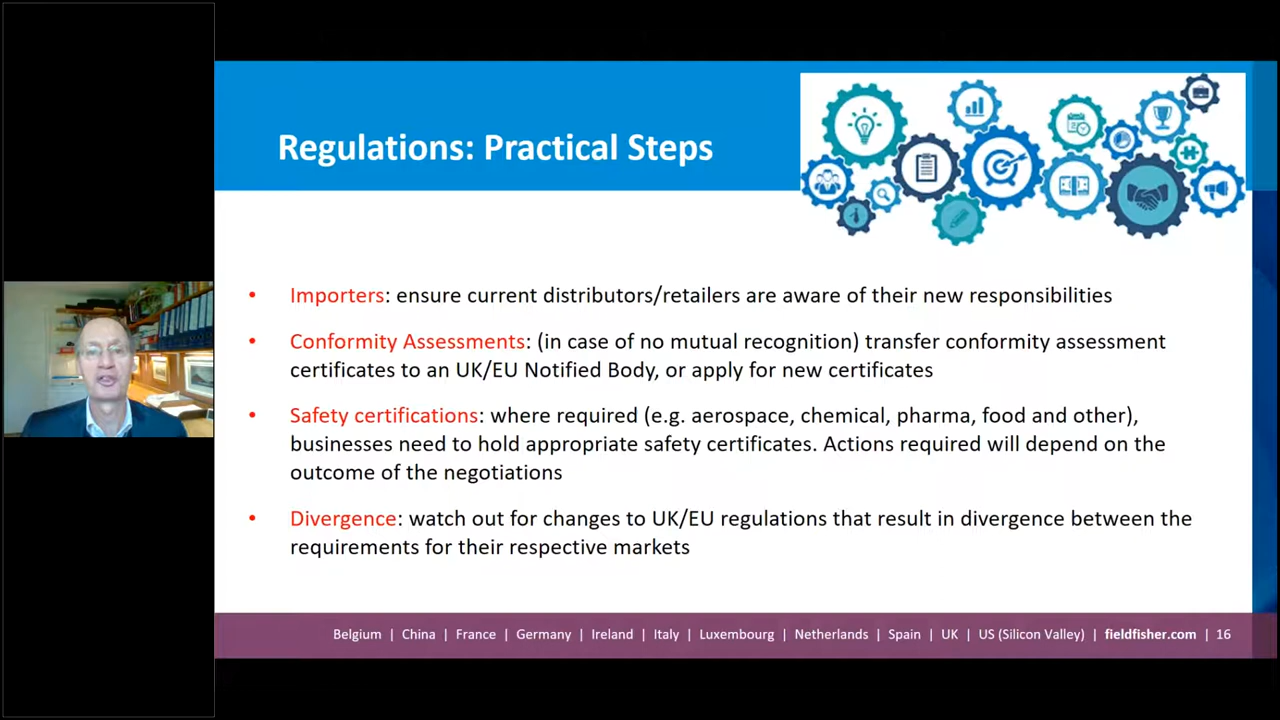 Regulations: Practical Steps
• Importers: ensure current distributors/retailers are aware of their new responsibilities
• Conformity Assessments: (in case of no mutual recognition) transfer conformity assessment
certificates to an UK/EU Notified Body, or apply for new certificates
• Safety certifications: where required (e.g. aerospace, chemical, pharma, food and other),
businesses need to hold appropriate safety certificates. Actions required will depend on the
outcome of the negotiations
• Divergence: watch out for changes to UK/EU regulations that result in divergence between the
requirements for their respective markets
Belgium | China | France | Germany | Ireland | Italy | Luxembourg | Netherlands | Spain | UK | US (Silicon Valley) | fieldfisher.com | 16